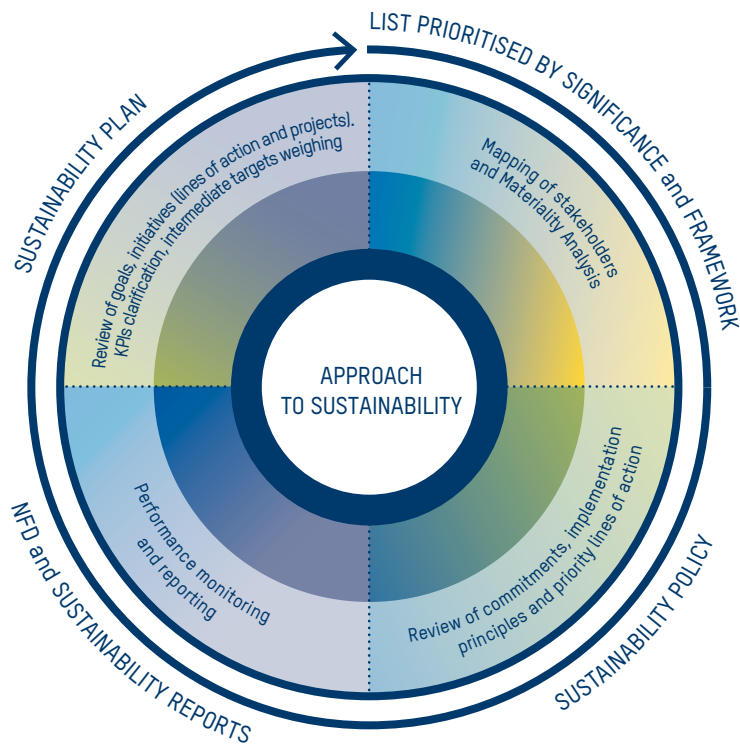 LIST PRIORITISED BY SIGNIFICANCE and FRAMEWORK
Mapping of stakeholders
and Materiality Analysis
SUSTAINABILITY POLICY
Review of commitments, implementation
principles and priority lines of action
NFD and SUSTAINABILITY REPORTS
Performance monitoring
and reporting
SUSTAINABILITY PLAN
Review of goals, initiatives (lines of action and projects).
KPIs clarification, intermediate targets weighing
APPROACH
TO SUSTAINABILITY